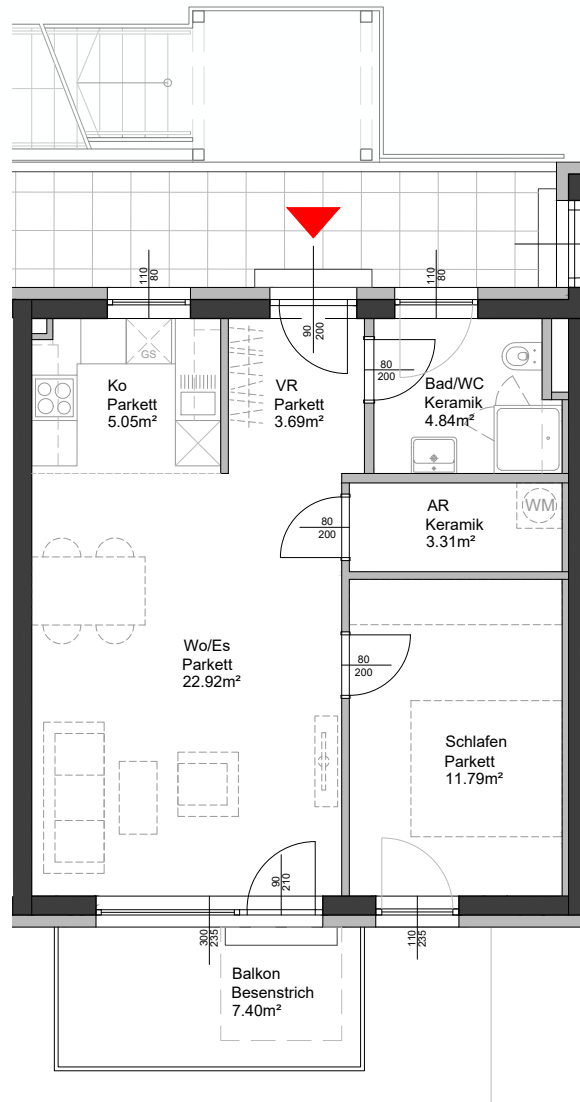 110
80
90
200
110
80
GS
Ko
Parkett
5.05m²
VR
Parkett
3.69m²
80
200
Bad/WC
Keramik
4.84m²
AR
Keramik
3.31m²
WM
80
200
Wo/Es
Parkett
22.92m²
80
200
Schlafen
Parkett
11.79m²
90
210
300
235
110
235
Balkon
Besenstrich
7.40m²